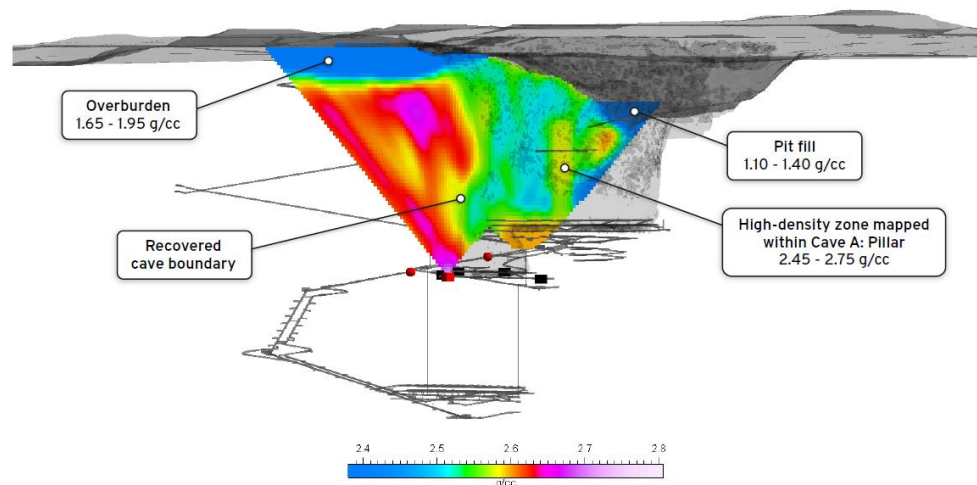 Overburden
1.65 - 1.95 g/cc
Pit fill
1.10 - 1.40 g/cc
Recovered
cave boundary
High-density zone mapped
within Cave A: Pillar
2.45 - 2.75 g/cc
2.4 2.5 2.6 2.7 2.8
g/cc